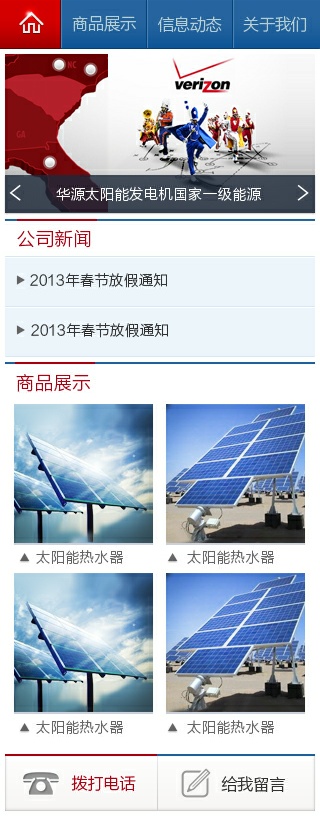 商品展示
信息动态
关于我们
NC
GA
verizon
华源太阳能发电机国家一级能源
公司新闻
2013年春节放假通知
2013年春节放假通知
商品展示
太阳能热水器
太阳能热水器
太阳能热水器
太阳能热水器
拨打电话
给我留言